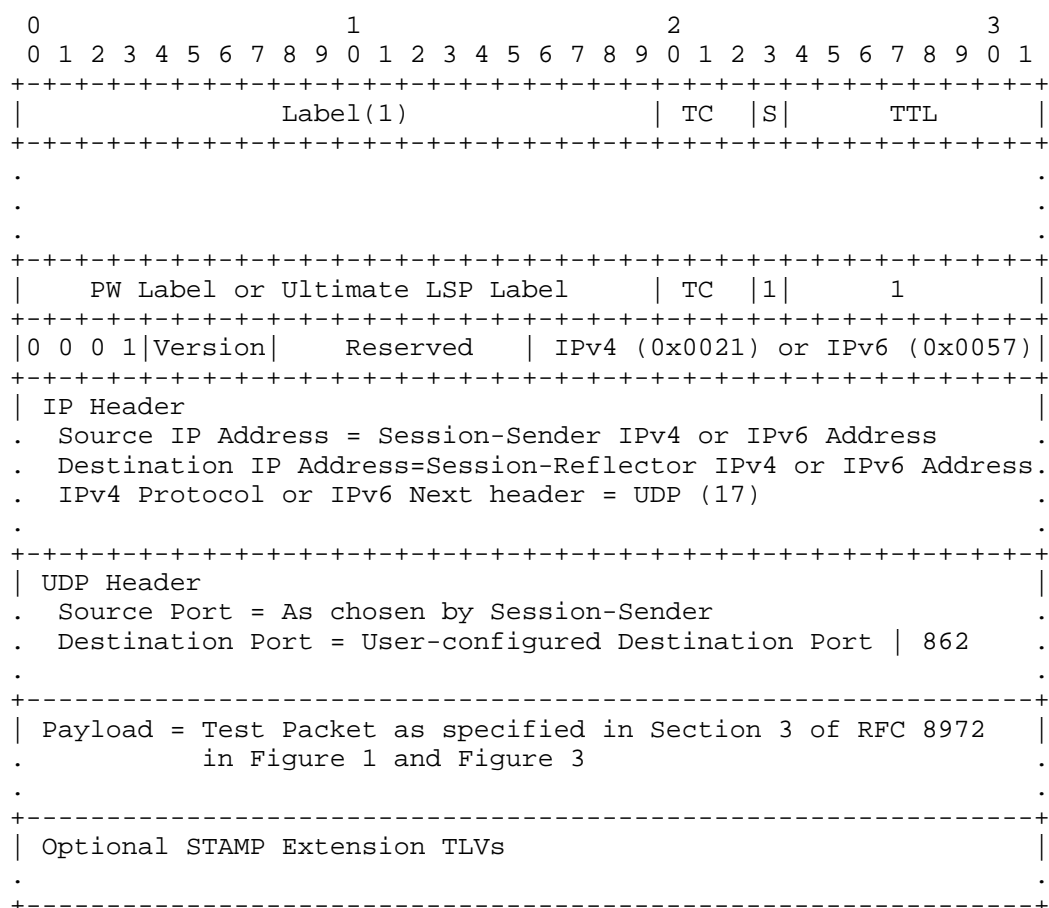 0                   1                   2                   3
 0 1 2 3 4 5 6 7 8 9 0 1 2 3 4 5 6 7 8 9 0 1 2 3 4 5 6 7 8 9 0 1
+-+-+-+-+-+-+-+-+-+-+-+-+-+-+-+-+-+-+-+-+-+-+-+-+-+-+-+-+-+-+-+-+
|                Label(1)               | TC  |S|      TTL      |
+-+-+-+-+-+-+-+-+-+-+-+-+-+-+-+-+-+-+-+-+-+-+-+-+-+-+-+-+-+-+-+-+
.                                                               .
.                                                               .
.                                                               .
+-+-+-+-+-+-+-+-+-+-+-+-+-+-+-+-+-+-+-+-+-+-+-+-+-+-+-+-+-+-+-+-+
|    PW Label or Ultimate LSP Label     | TC  |1|      1        |
+-+-+-+-+-+-+-+-+-+-+-+-+-+-+-+-+-+-+-+-+-+-+-+-+-+-+-+-+-+-+-+-+
|0 0 0 1|Version|    Reserved   | IPv4 (0x0021) or IPv6 (0x0057)|
+-+-+-+-+-+-+-+-+-+-+-+-+-+-+-+-+-+-+-+-+-+-+-+-+-+-+-+-+-+-+-+-+
| IP Header                                                     |
.  Source IP Address = Session-Sender IPv4 or IPv6 Address      .
.  Destination IP Address=Session-Reflector IPv4 or IPv6 Address.
.  IPv4 Protocol or IPv6 Next header = UDP (17)                 .
.                                                               .
+-+-+-+-+-+-+-+-+-+-+-+-+-+-+-+-+-+-+-+-+-+-+-+-+-+-+-+-+-+-+-+-+
| UDP Header                                                    |
.  Source Port = As chosen by Session-Sender                    .
.  Destination Port = User-configured Destination Port | 862    .
.                                                               .
+---------------------------------------------------------------+
| Payload = Test Packet as specified in Section 3 of RFC 8972   |
.           in Figure 1 and Figure 3                            .
.                                                               .
+---------------------------------------------------------------+
| Optional STAMP Extension TLVs                                 |
.                                                               .
+---------------------------------------------------------------+